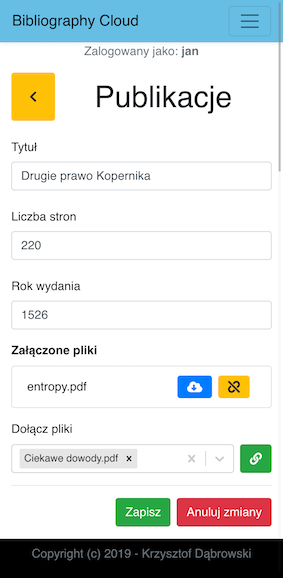 Bibliography Cloud
Zalogowany jako: jan
Publikacje
Tytuł
Drugie prawo Kopernika
Liczba stron
220
Rok wydania
1526
Załączone pliki
entropy.pdf
Dołącz pliki
Ciekawe dowody.pdf x
Zapisz Anuluj zmiany
Copyright (c) 2019 - Krzysztof Dąbrowski